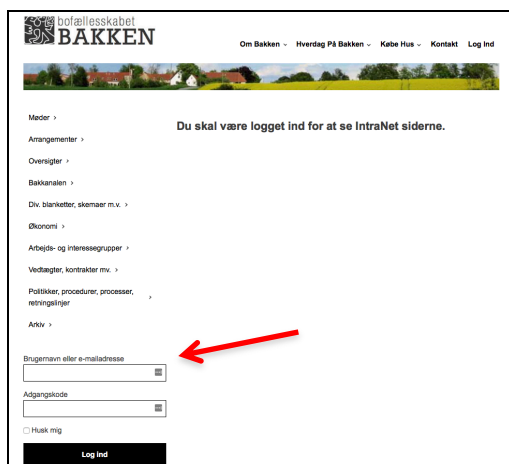 bofællesskabet
BAKKEN
Om Bakken
Hverdag På Bakken
Købe Hus
Kontakt
Log Ind
Møder
Arrangementer
Oversigter
Bakkanalen
Div. blanketter, skemaer m.v.
Økonomi
Arbejds- og interessegrupper
Vedtægter, kontrakter mv.
Politikker, procedurer, processer,
retningslinjer
Arkiv
Du skal være logget ind for at se IntraNet siderne.
Brugernavn eller e-mailadresse
Adgangskode
Husk mig
Log ind